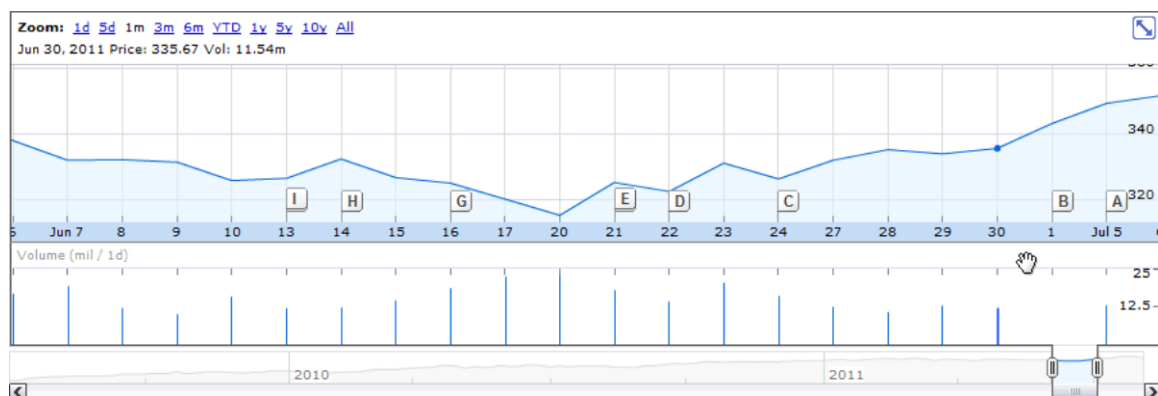 Zoom: 1d 5d 1m 3m 6m YTD 1y 5y 10y All
Jun 30, 2011 Price: 335.67 Vol: 11.54m
360
340
320
I H G E D C B A
6 Jun 7 8 9 10 13 14 15 16 17 20 21 22 23 24 27 28 29 30 1 Jul 5
Volume (mil / 1d)
25
12.5
2010 2011